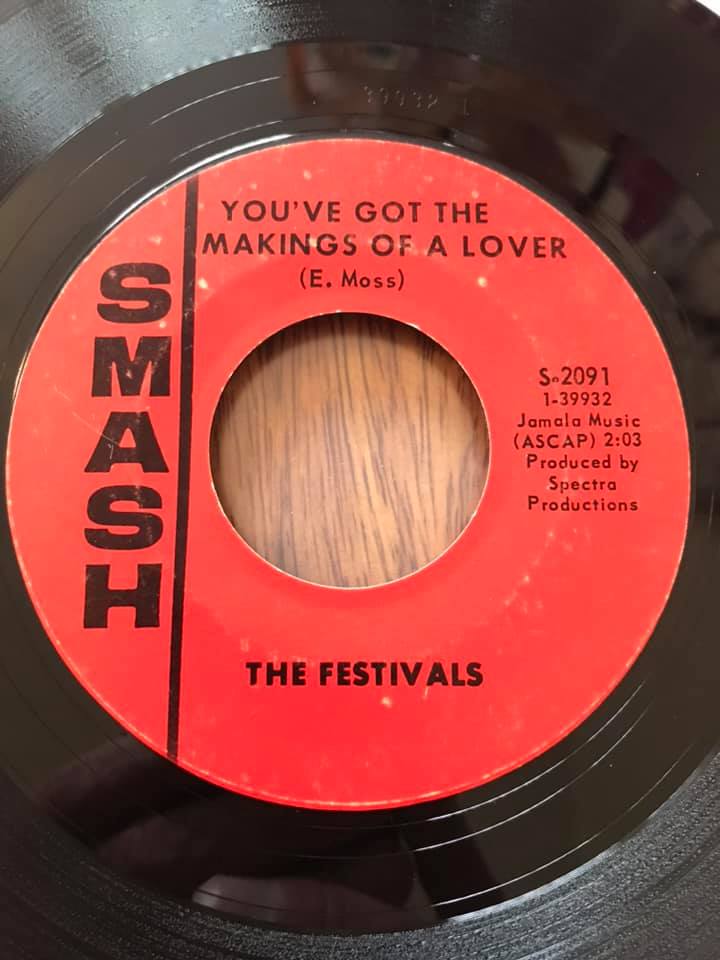 YOU'VE GOT THE
MAKINGS OF A LOVER
(E. Moss)
SMASH
S-2091
1-39932
Jamala Music
(ASCAP) 2:03
Produced by
Spectra
Productions
THE FESTIVALS